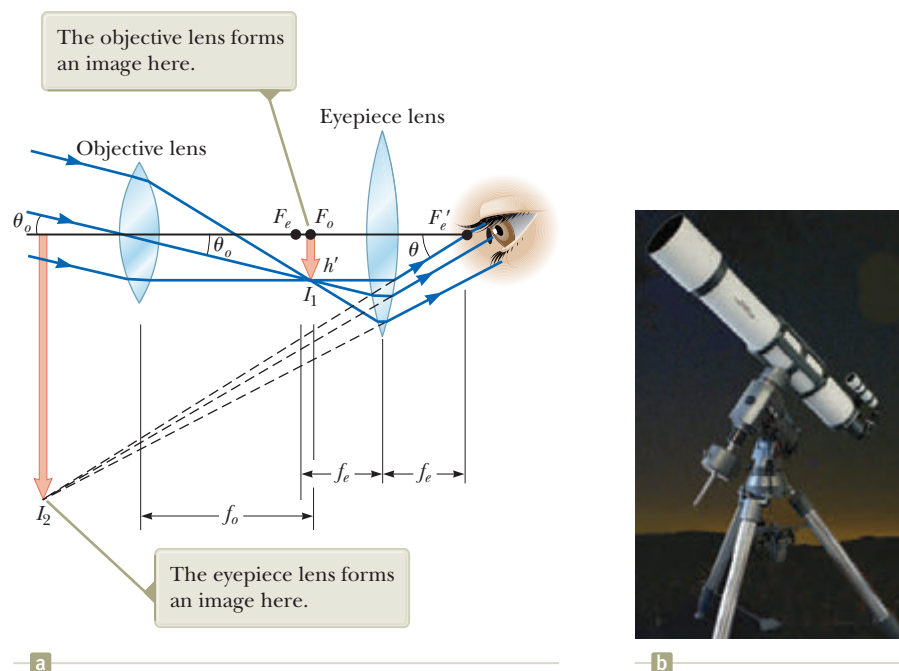 The objective lens forms
an image here.
Eyepiece lens
Objective lens
θo
Fe
Fo
Fe′
θo
θ
h′
I1
fe
fe
I2
fo
The eyepiece lens forms
an image here.
a
b